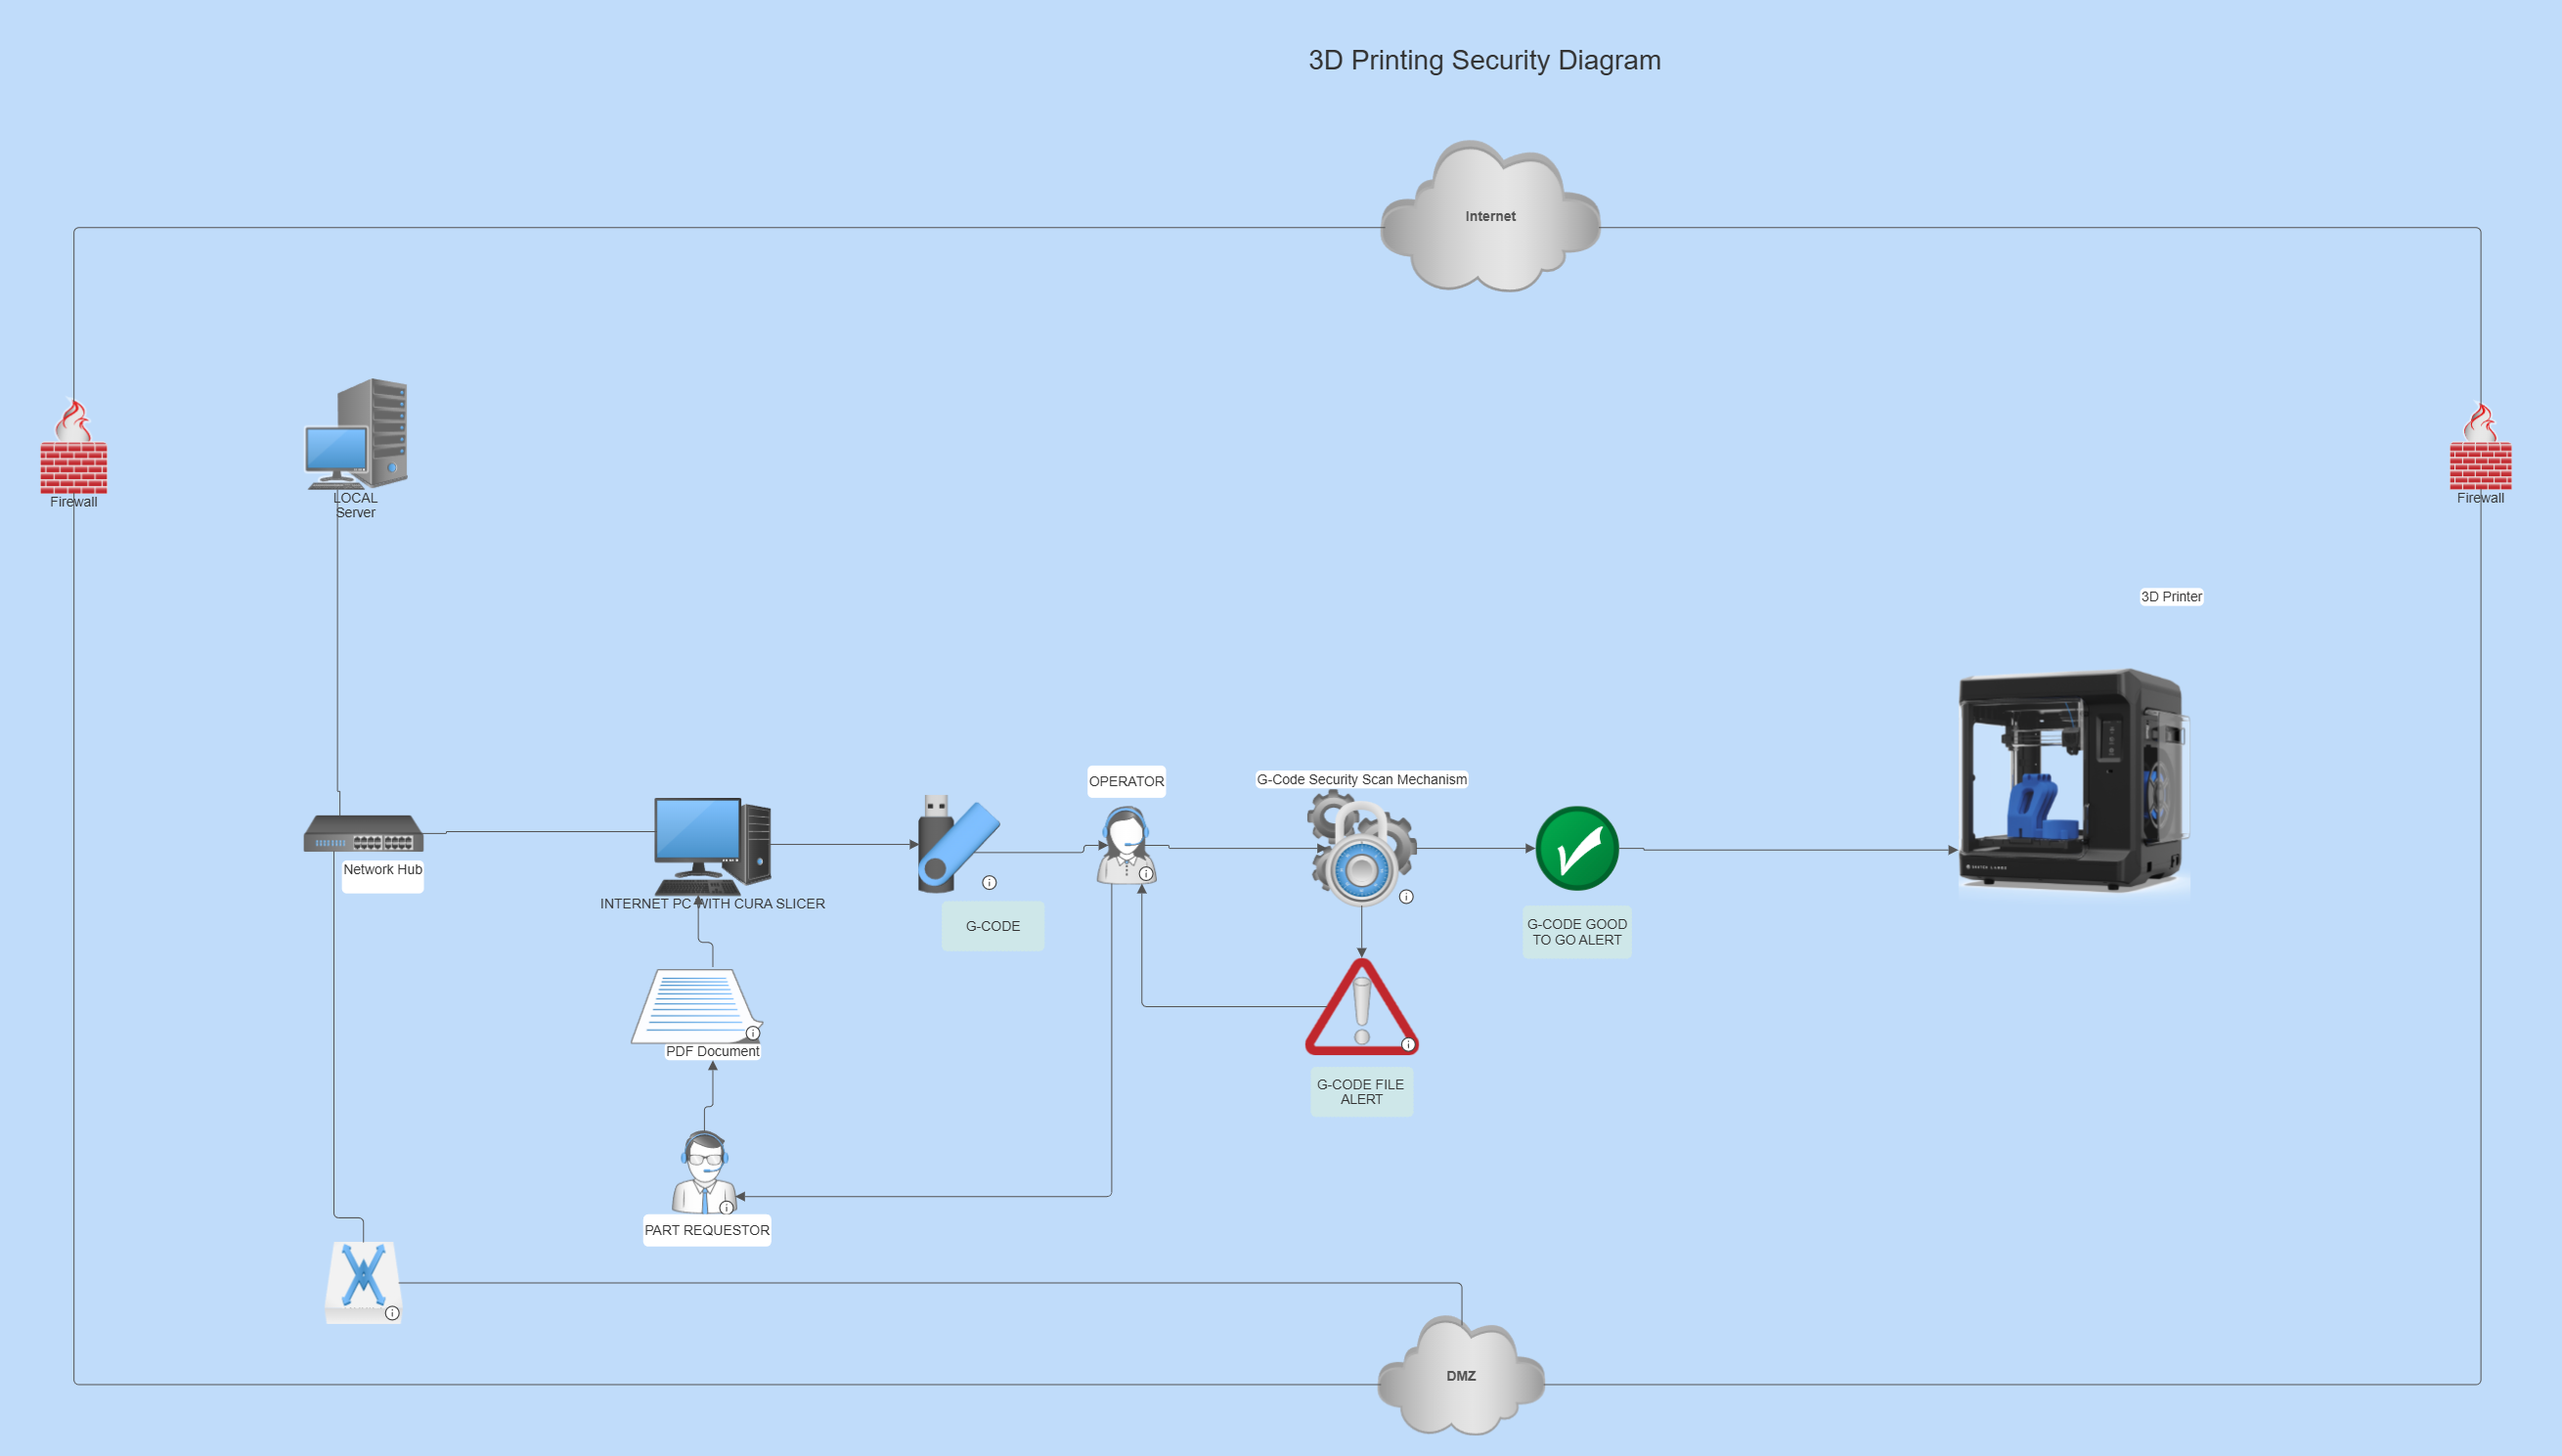 3D Printing Security Diagram
Internet
Firewall
LOCAL
Server
Firewall
3D Printer
OPERATOR
G-Code Security Scan Mechanism
Network Hub
INTERNET PC WITH CURA SLICER
G-CODE
G-CODE GOOD
TO GO ALERT
PDF Document
G-CODE FILE
ALERT
PART REQUESTOR
DMZ